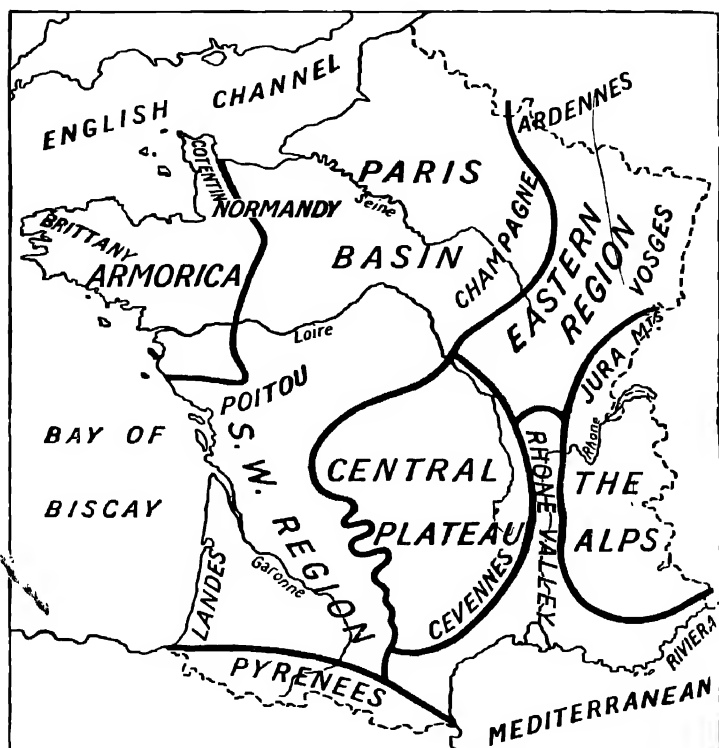 ENGLISH CHANNEL
ARDENNES
COTENTIN
PARIS
NORMANDY
Seine
CHAMPAGNE
BRITTANY
ARMORICA
BASIN
EASTERN
REGION
VOSGES
Loire
JURA MTS
POITOU
BAY OF
BISCAY
S. W. REGION
CENTRAL
PLATEAU
RHONE VALLEY
Rhone
THE
ALPS
LANDES
Garonne
CEVENNES
PYRENEES
RIVIERA
MEDITERRANEAN